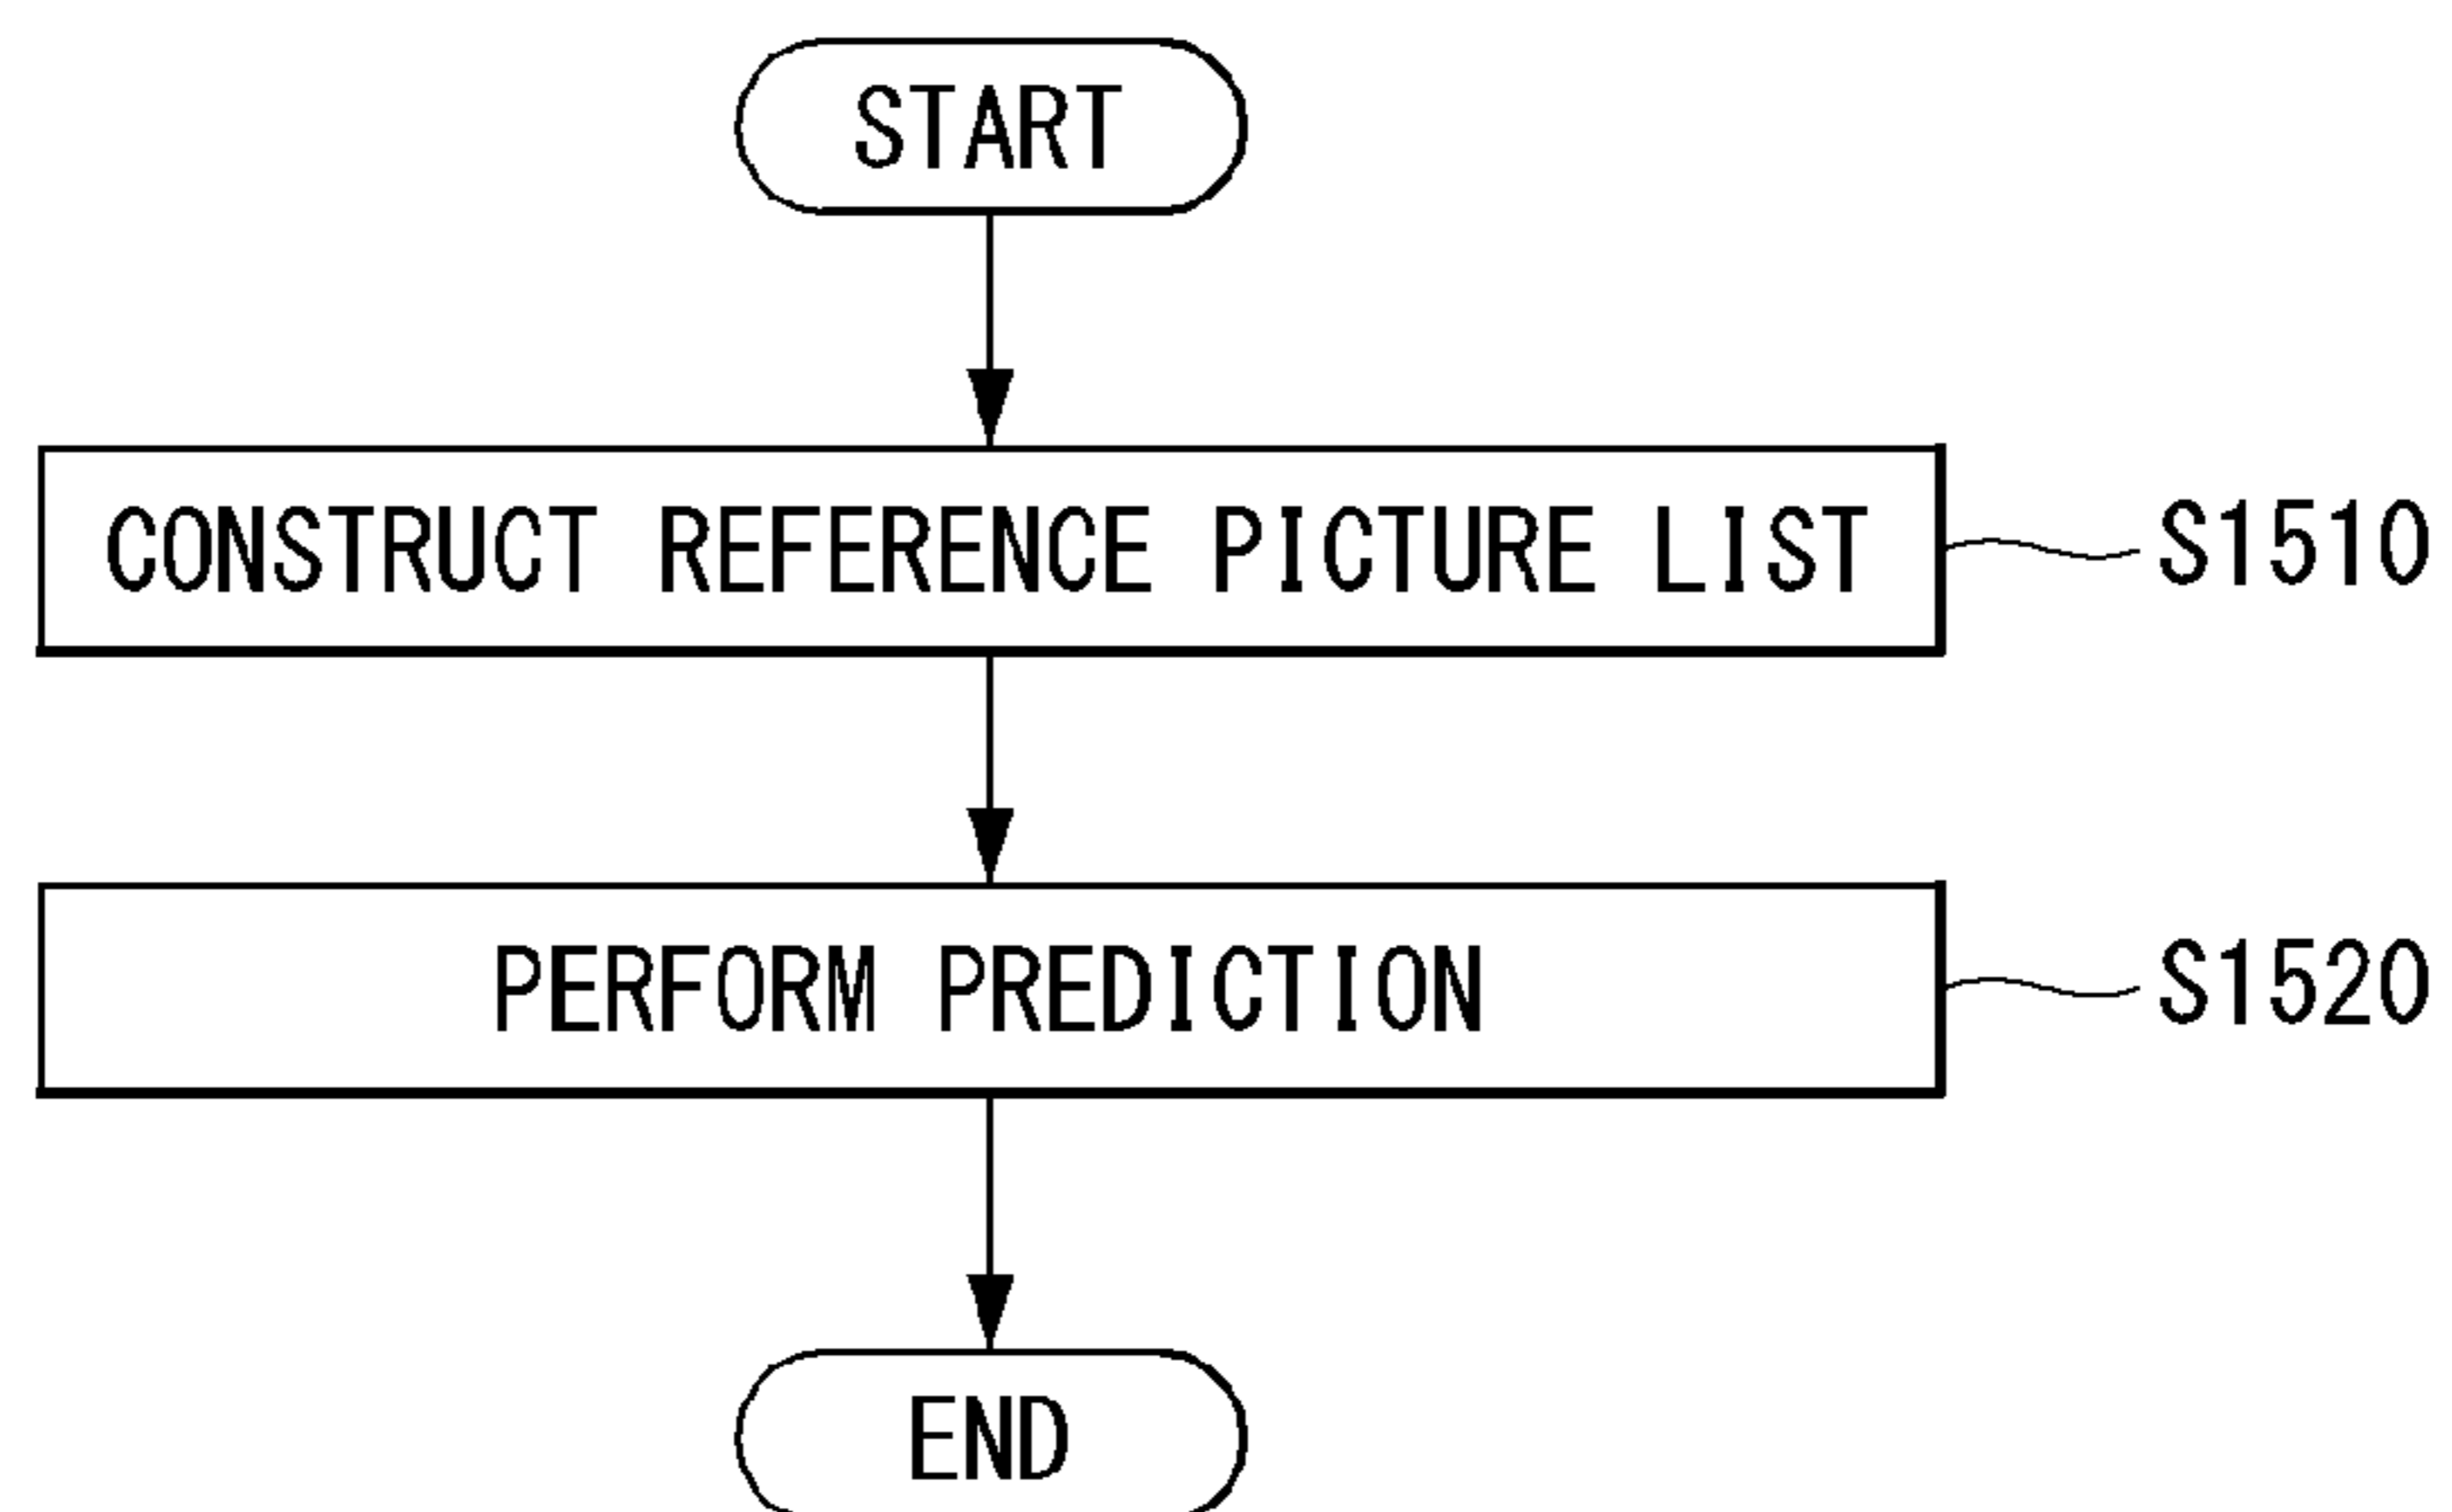 START
CONSTRUCT REFERENCE PICTURE LIST S1510
PERFORM PREDICTION S1520
END